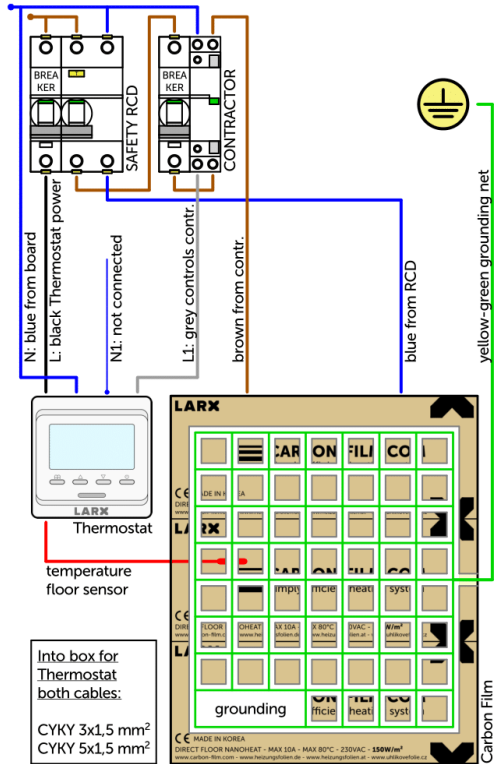 BREA
KER
SAFETY RCD
BREA
KER
CONTRACTOR
N: blue from board
L: black Thermostat power
N1: not connected
L1: grey controls contr.
brown from contr.
blue from RCD
yellow-green grounding net
LARX
Thermostat
temperature
floor sensor
Into box for
Thermostat
both cables:
CYKY 3x1,5 mm²
CYKY 5x1,5 mm²
LARX
CAR ON FILI CO
grounding
MADE IN KOREA
DIRECT FLOOR NANOHEAT - MAX 10A - MAX 80°C - 230VAC - 150W/m²
www.carbon-film.com - www.heizungsfolien.de - www.heizungsfolien.at - www.uhlikovefolie.cz
Carbon Film